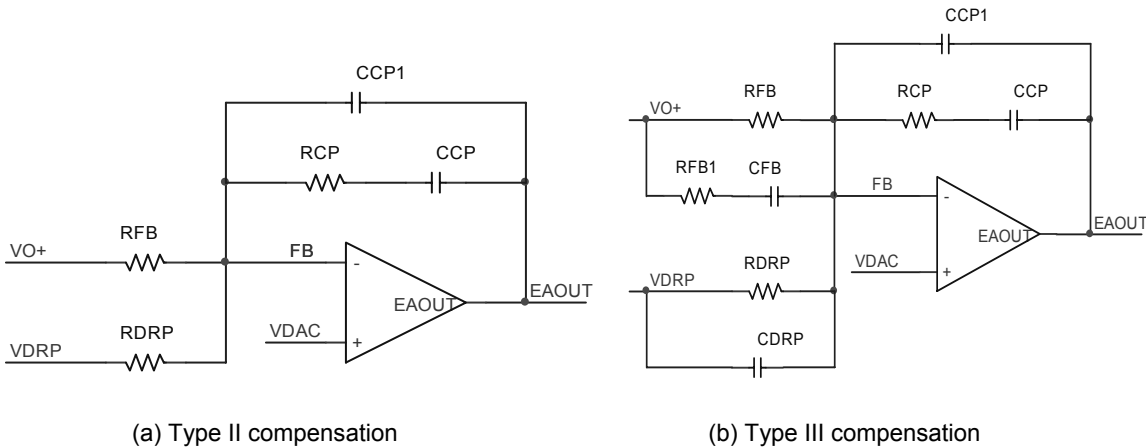 CCP1
RCP CCP
RFB
VO+
FB
-
RDRP
EAOUT
EAOUT
VDAC
+
VDRP
(a) Type II compensation
CCP1
RFB
RCP
CCP
VO+
RFB1
CFB
FB
-
EAOUT
EAOUT
RDRP
VDAC
VDRP
+
CDRP
(b) Type III compensation